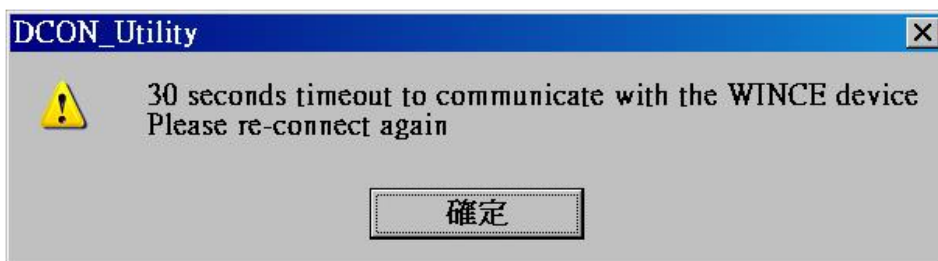 DCON_Utility
30 seconds timeout to communicate with the WINCE device
Please re-connect again
確定